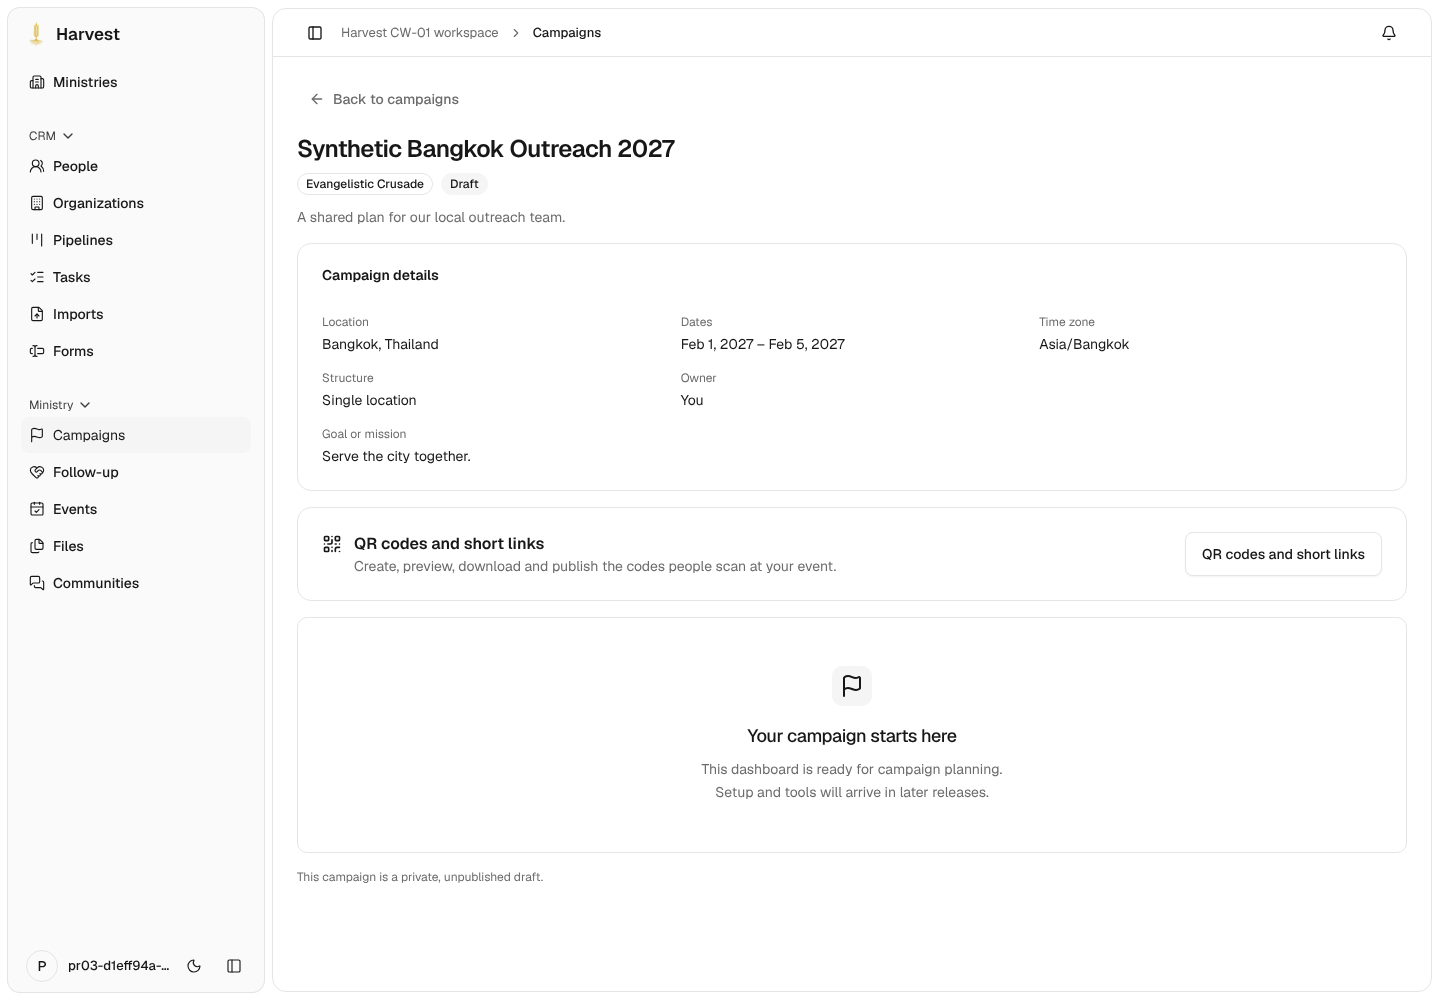 Harvest
Ministries
CRM
People
Organizations
Pipelines
Tasks
Imports
Forms
Ministry
Campaigns
Follow-up
Events
Files
Communities
P
pr03-d1eff94a-...
Harvest CW-01 workspace
Campaigns
Back to campaigns
Synthetic Bangkok Outreach 2027
Evangelistic Crusade
Draft
A shared plan for our local outreach team.
Campaign details
Location
Bangkok, Thailand
Dates
Feb 1, 2027 – Feb 5, 2027
Time zone
Asia/Bangkok
Structure
Single location
Owner
You
Goal or mission
Serve the city together.
QR codes and short links
Create, preview, download and publish the codes people scan at your event.
QR codes and short links
Your campaign starts here
This dashboard is ready for campaign planning.
Setup and tools will arrive in later releases.
This campaign is a private, unpublished draft.